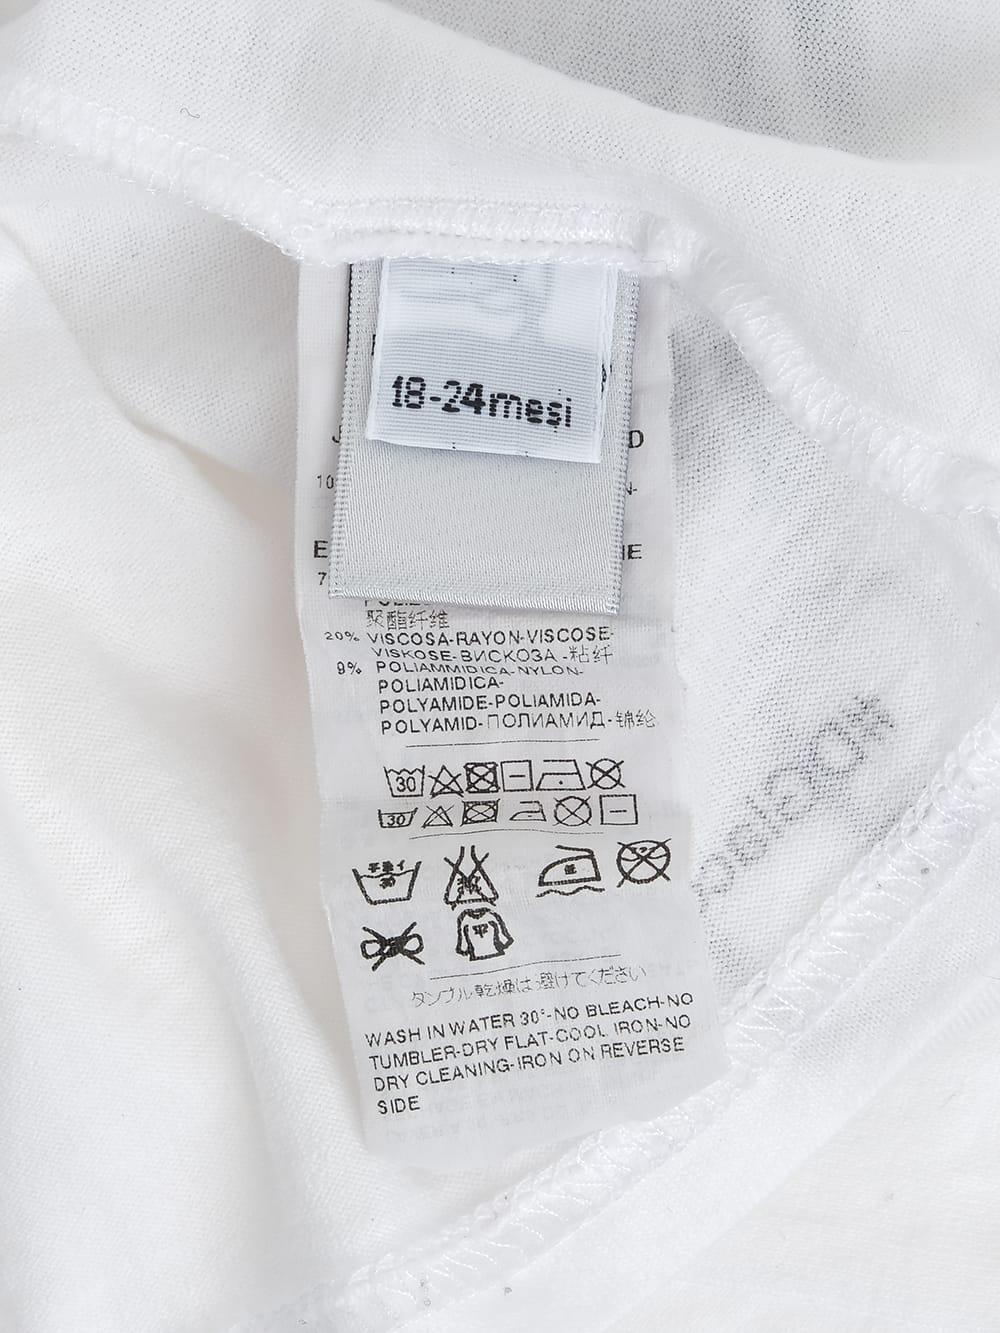 18-24mesi
20% VISCOSA-RAYON-VISCOSE-
VISKOSE-ВИСКОЗА-粘纤
9% POLIAMMIDICA-NYLON-
POLIAMIDICA-
POLYAMIDE-POLIAMIDA-
POLYAMID-ПОЛИАМИД-锦纶
聚酯纤维
30
30
30
中
平
タンブル乾燥は避けてください
WASH IN WATER 30°-NO BLEACH-NO
TUMBLER-DRY FLAT-COOL IRON-NO
DRY CLEANING-IRON ON REVERSE
SIDE